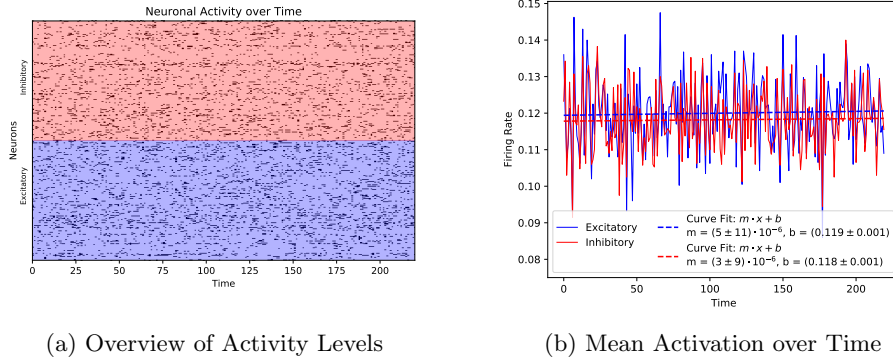 Neuronal Activity over Time
Inhibitory
Neurons
Excitatory
0 25 50 75 100 125 150 175 200
Time
(a) Overview of Activity Levels
0.15
0.14
0.13
0.12
0.11
0.10
0.09
0.08
Firing Rate
Excitatory
Inhibitory
Curve Fit: m·x + b
m = (5 ± 11)·10⁻⁶, b = (0.119 ± 0.001)
Curve Fit: m·x + b
m = (3 ± 9)·10⁻⁶, b = (0.118 ± 0.001)
0 50 100 150 200
Time
(b) Mean Activation over Time